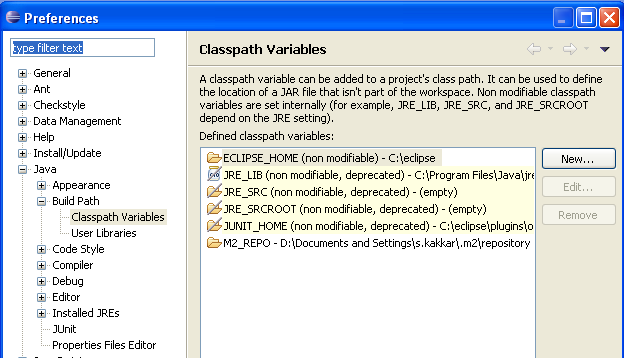 Preferences
type filter text
General
Ant
Checkstyle
Data Management
Help
Install/Update
Java
Appearance
Build Path
Classpath Variables
User Libraries
Code Style
Compiler
Debug
Editor
Installed JREs
JUnit
Properties Files Editor
Classpath Variables
A classpath variable can be added to a project's class path. It can be used to define
the location of a JAR file that isn't part of the workspace. Non modifiable classpath
variables are set internally (for example, JRE_LIB, JRE_SRC, and JRE_SRCROOT
depend on the JRE setting).
Defined classpath variables:
ECLIPSE_HOME (non modifiable) - C:\eclipse
JRE_LIB (non modifiable, deprecated) - C:\Program Files\Java\jre
JRE_SRC (non modifiable, deprecated) - (empty)
JRE_SRCROOT (non modifiable, deprecated) - (empty)
JUNIT_HOME (non modifiable, deprecated) - C:\eclipse\plugins\o
M2_REPO - D:\Documents and Settings\s.kakkar\.m2\repository
New...
Edit...
Remove